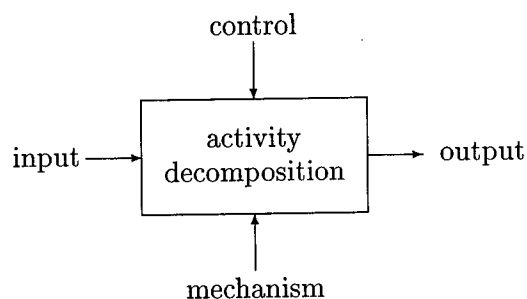 control
input
activity
decomposition
output
mechanism